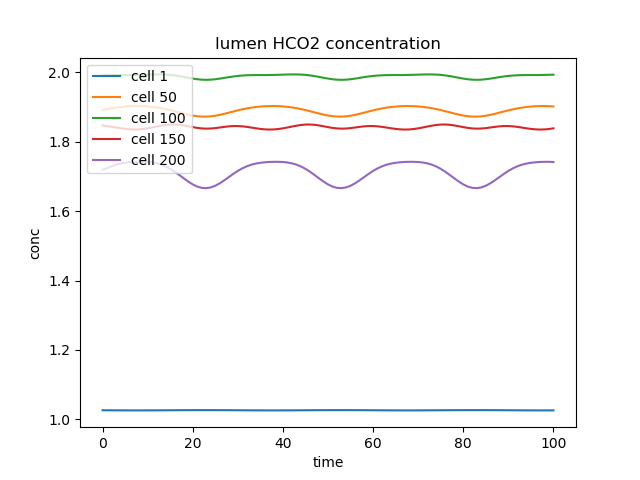 lumen HCO2 concentration
2.0
1.8
1.6
1.4
1.2
1.0
conc
cell 1
cell 50
cell 100
cell 150
cell 200
0
20
40
60
80
100
time